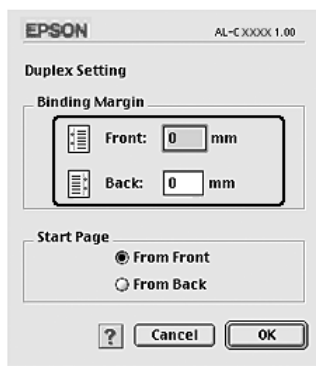 EPSON AL-C XXXX 1.00
Duplex Setting
Binding Margin
Front: 0 mm
Back: 0 mm
Start Page
From Front
From Back
? Cancel OK